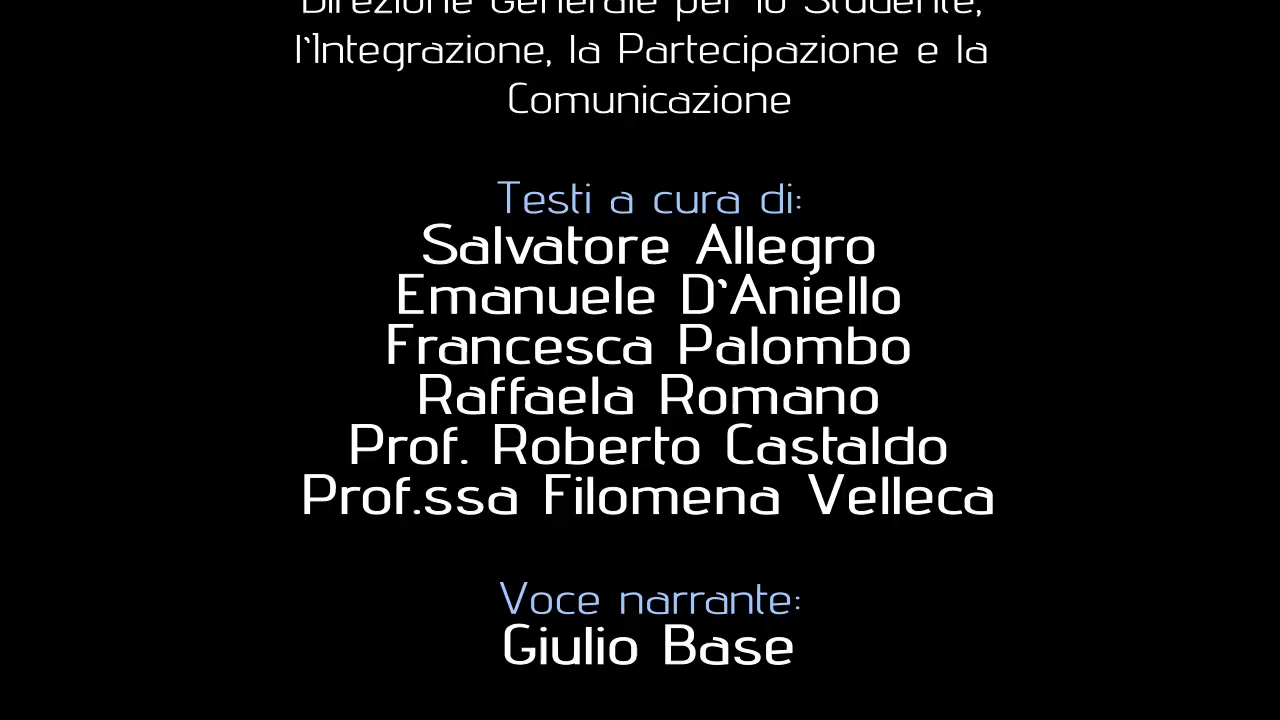 Direzione Generale per lo Studente,
l'Integrazione, la Partecipazione e la
Comunicazione
Testi a cura di:
Salvatore Allegro
Emanuele D'Aniello
Francesca Palombo
Raffaela Romano
Prof. Roberto Castaldo
Prof.ssa Filomena Velleca
Voce narrante:
Giulio Base